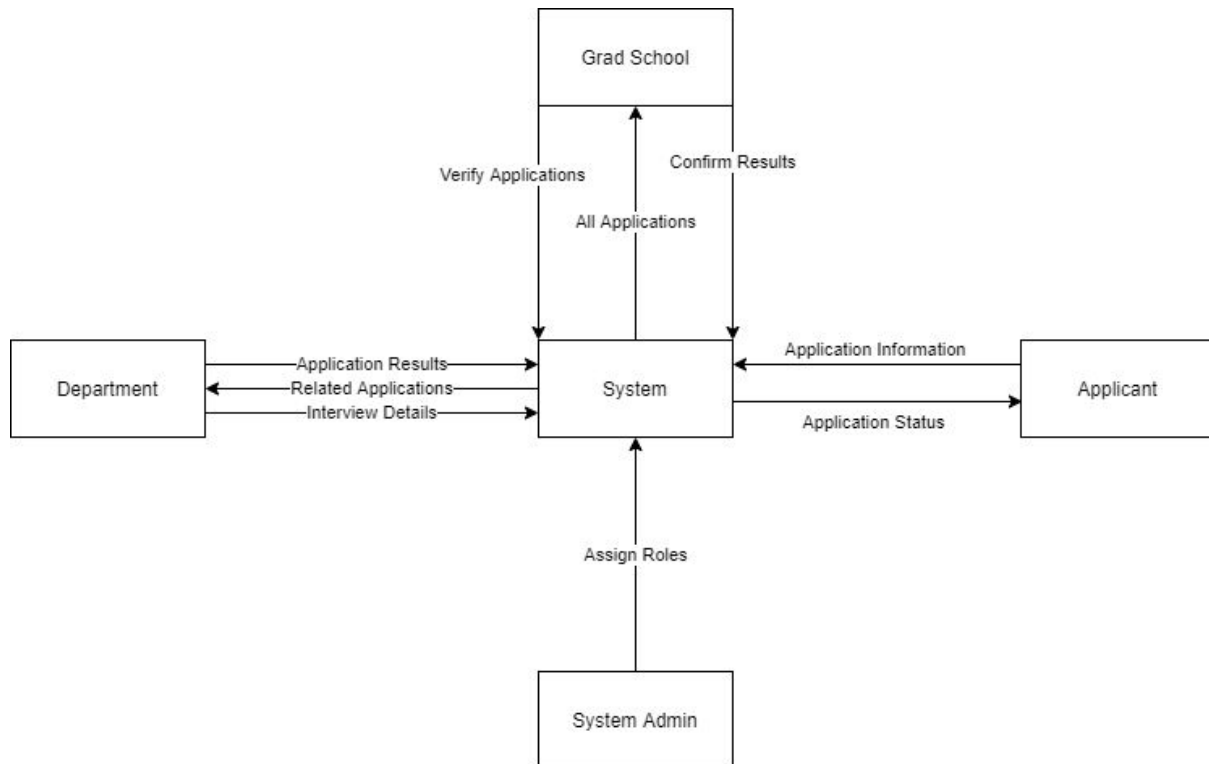 Grad School
Verify Applications
Confirm Results
All Applications
Application Information
Application Results
Department
Related Applications
System
Applicant
Interview Details
Application Status
Assign Roles
System Admin